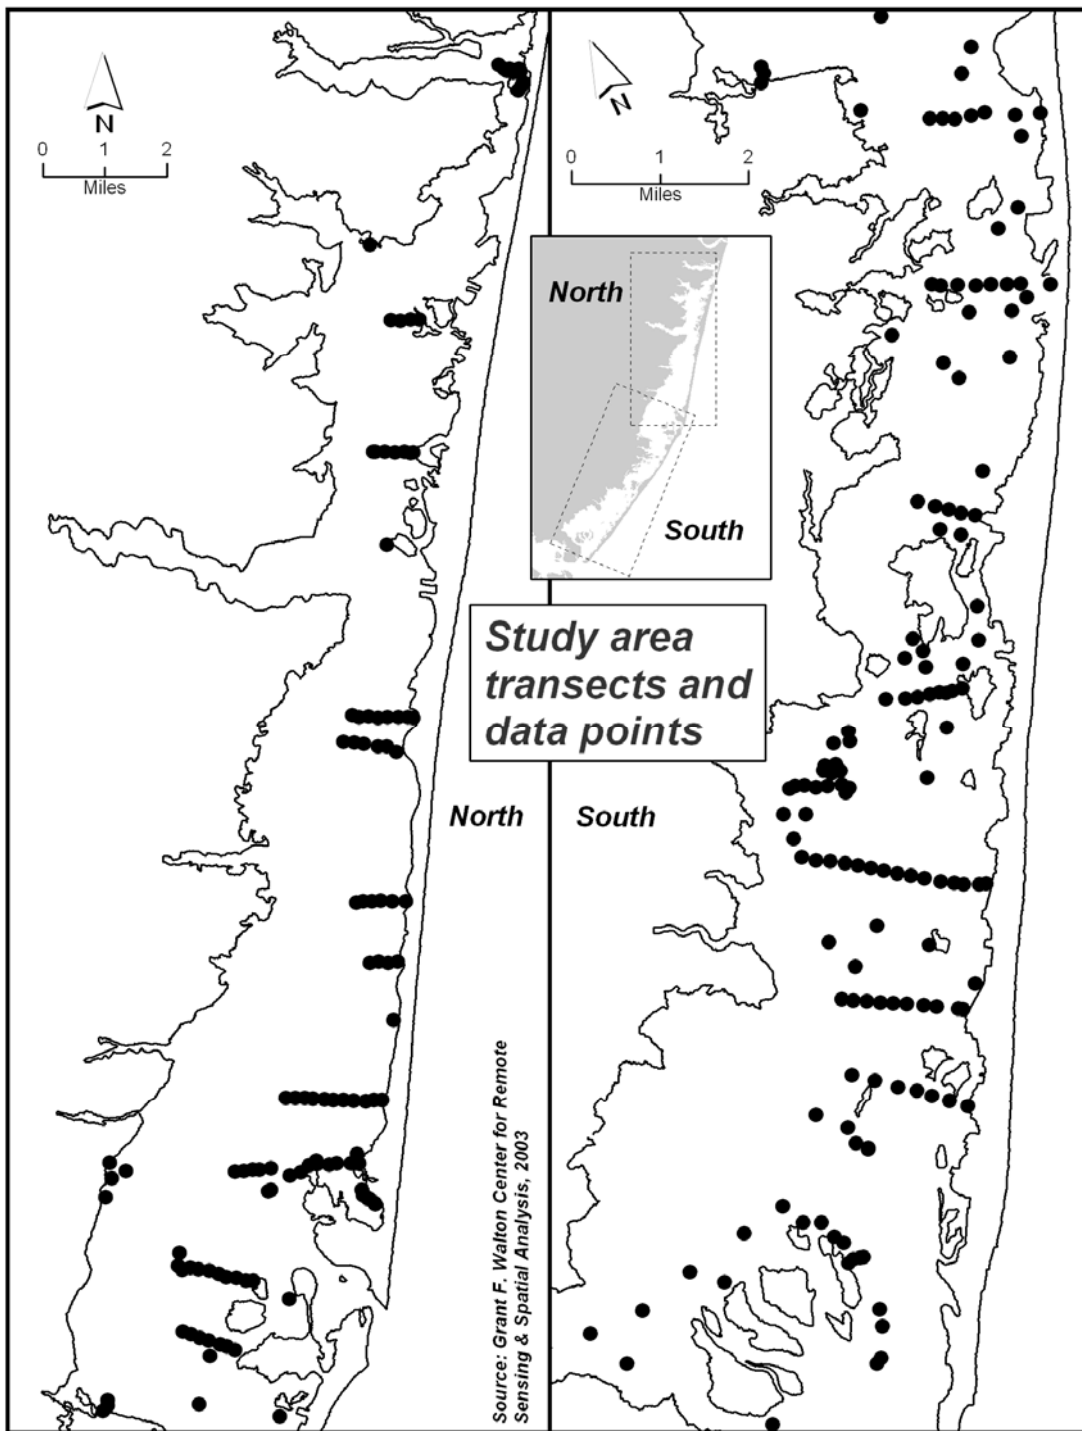 N
0 1 2
Miles
N
0 1 2
Miles
North
South
Study area
transects and
data points
North
South
Source: Grant F. Walton Center for Remote
Sensing & Spatial Analysis, 2003